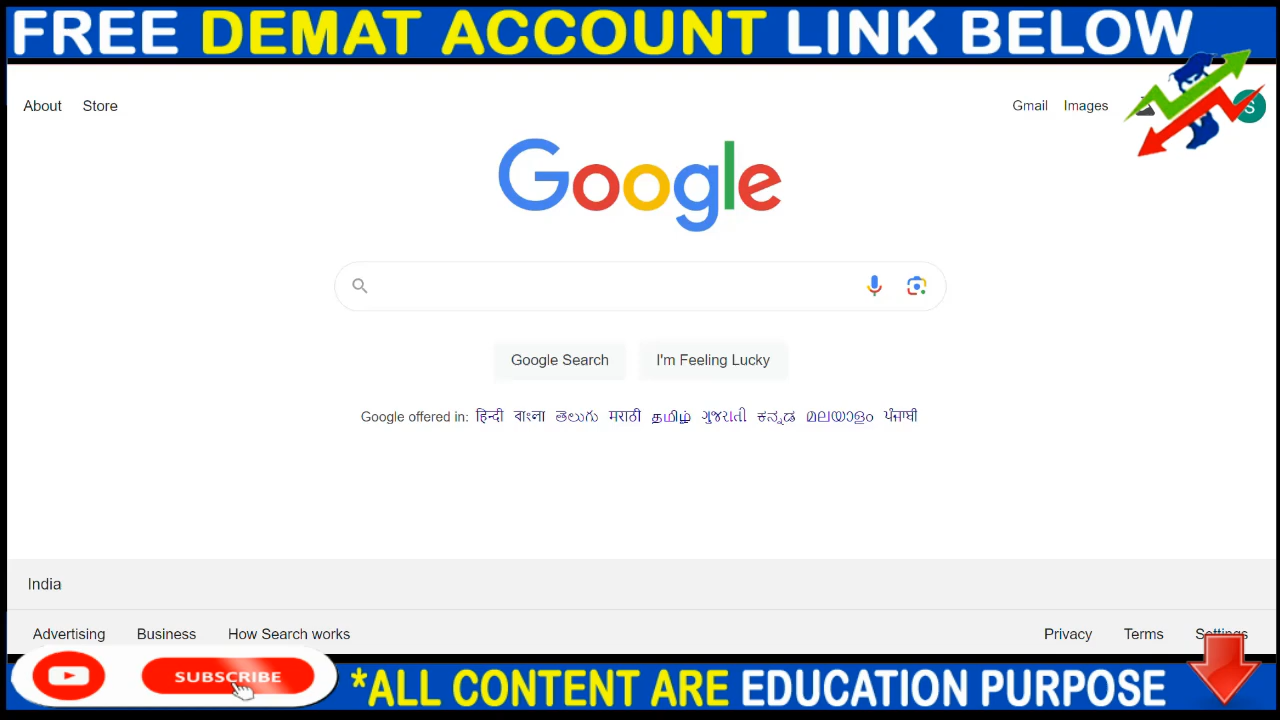 FREE DEMAT ACCOUNT LINK BELOW
About Store Gmail Images S
Google
Google Search I'm Feeling Lucky
Google offered in: हिन्दी বাংলা తెలుగు मराठी தமிழ் ગુજરાતી ಕನ್ನಡ മലയാളം ਪੰਜਾਬੀ
India
Advertising Business How Search works Privacy Terms Settings
SUBSCRIBE
*ALL CONTENT ARE EDUCATION PURPOSE